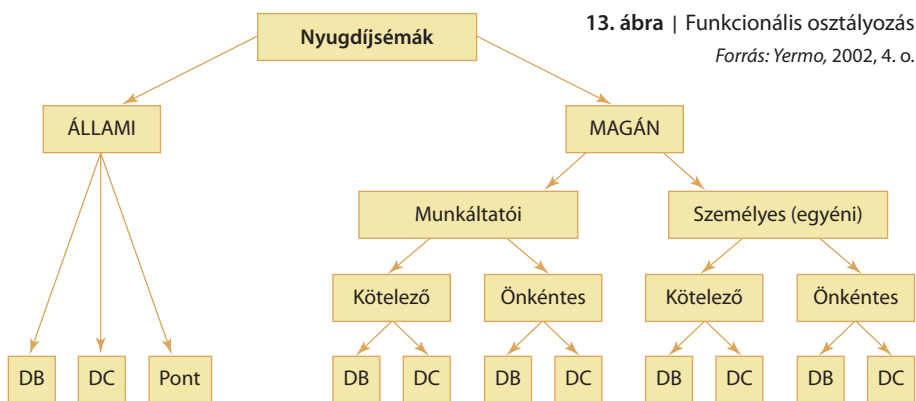 Nyugdíjsémák
13. ábra | Funkcionális osztályozás
Forrás: Yermo, 2002, 4. o.
ÁLLAMI
MAGÁN
Munkáltatói
Személyes (egyéni)
Kötelező
Önkéntes
Kötelező
Önkéntes
DB
DC
Pont
DB
DC
DB
DC
DB
DC
DB
DC